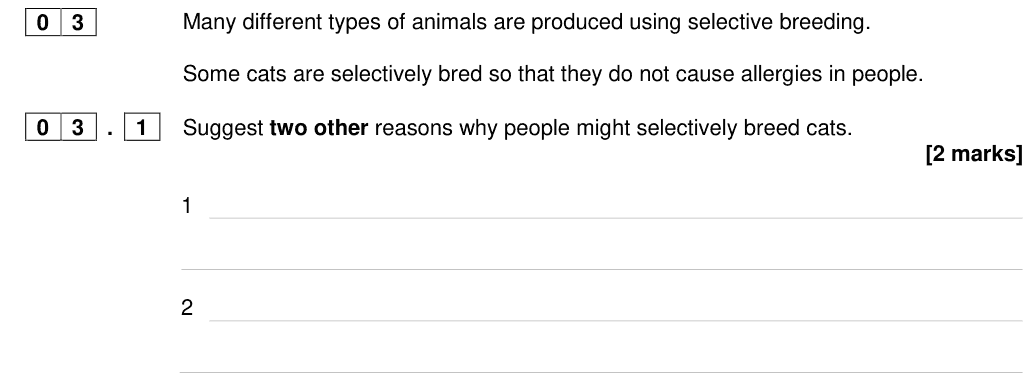 0 3 Many different types of animals are produced using selective breeding.
Some cats are selectively bred so that they do not cause allergies in people.
0 3 . 1 Suggest two other reasons why people might selectively breed cats.
[2 marks]
1
2